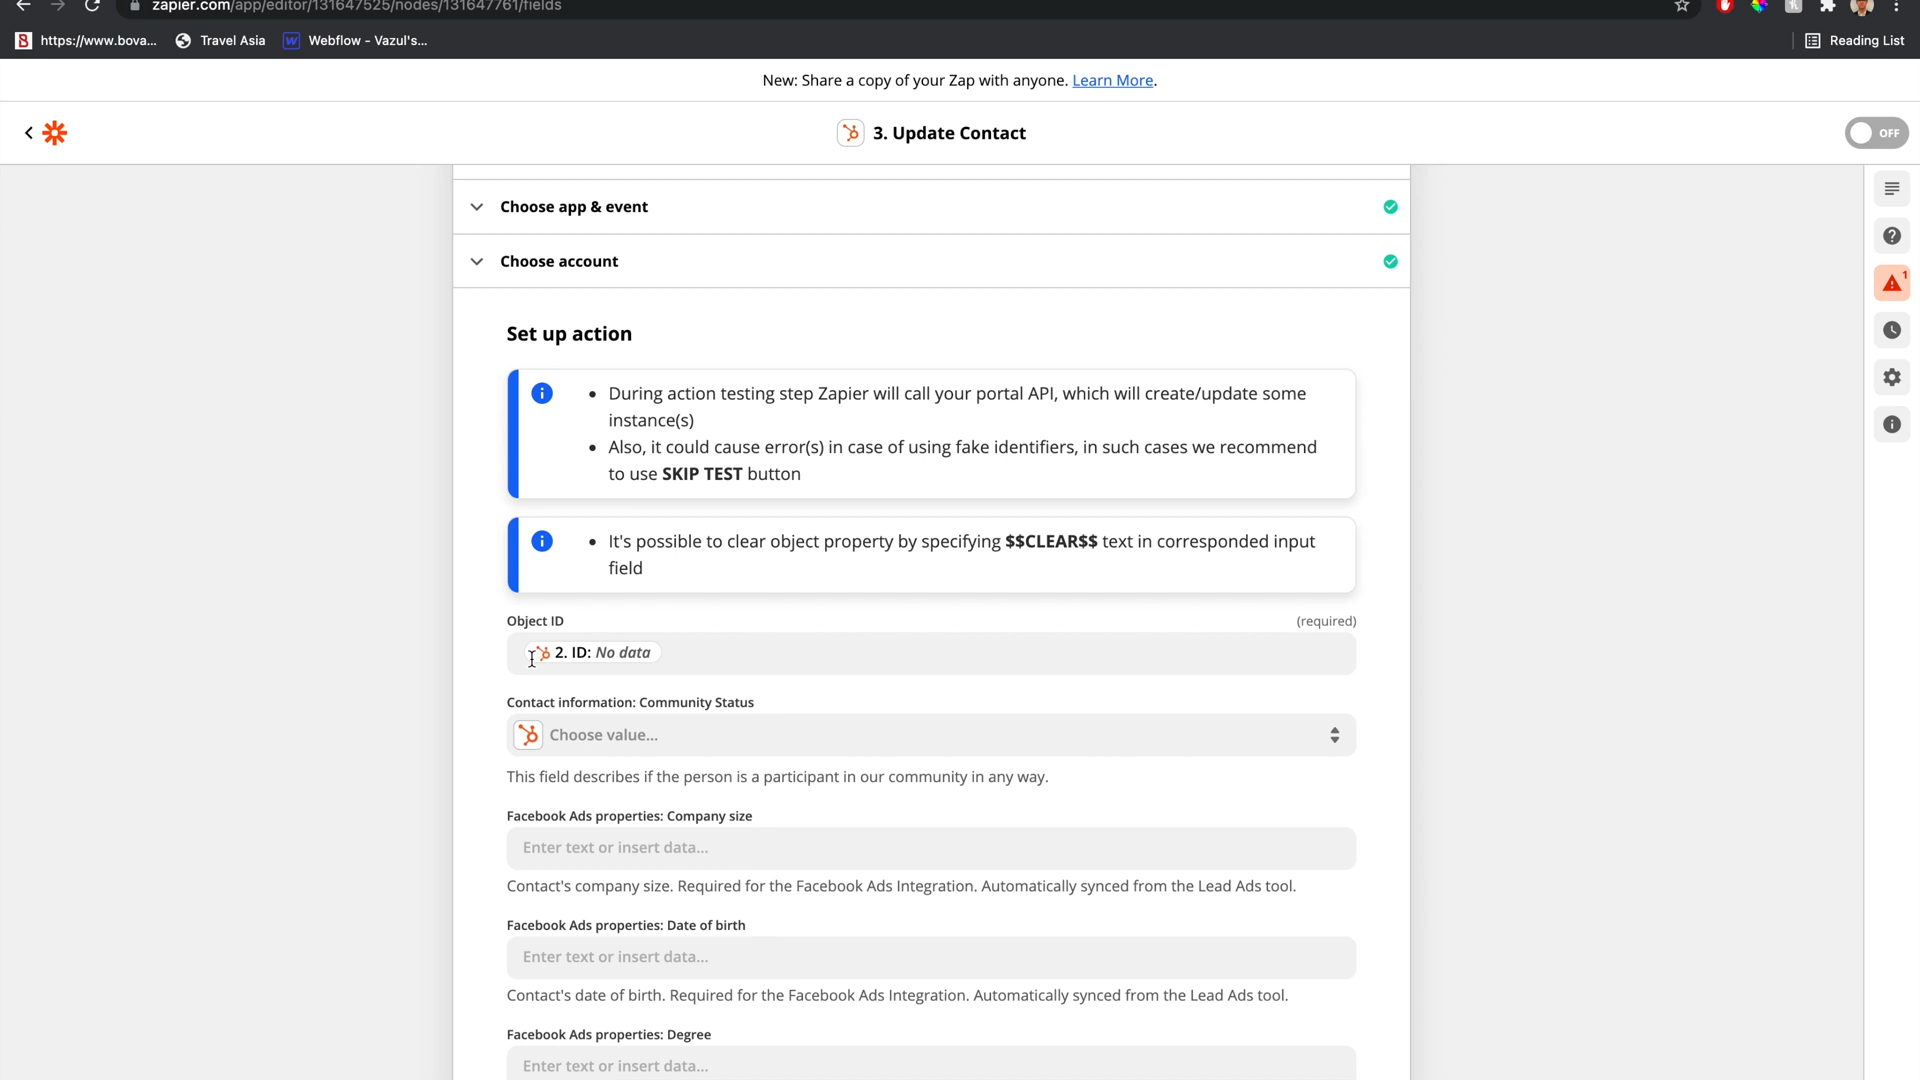 zapier.com/app/editor/131647525/nodes/131647761/fields
https://www.bova... Travel Asia Webflow - Vazul's... Reading List
New: Share a copy of your Zap with anyone. Learn More.
3. Update Contact
OFF
Choose app & event
Choose account
1
Set up action
• During action testing step Zapier will call your portal API, which will create/update some
instance(s)
• Also, it could cause error(s) in case of using fake identifiers, in such cases we recommend
to use SKIP TEST button
• It's possible to clear object property by specifying $$CLEAR$$ text in corresponded input
field
Object ID (required)
2. ID: No data
Contact information: Community Status
Choose value...
This field describes if the person is a participant in our community in any way.
Facebook Ads properties: Company size
Enter text or insert data...
Contact's company size. Required for the Facebook Ads Integration. Automatically synced from the Lead Ads tool.
Facebook Ads properties: Date of birth
Enter text or insert data...
Contact's date of birth. Required for the Facebook Ads Integration. Automatically synced from the Lead Ads tool.
Facebook Ads properties: Degree
Enter text or insert data...